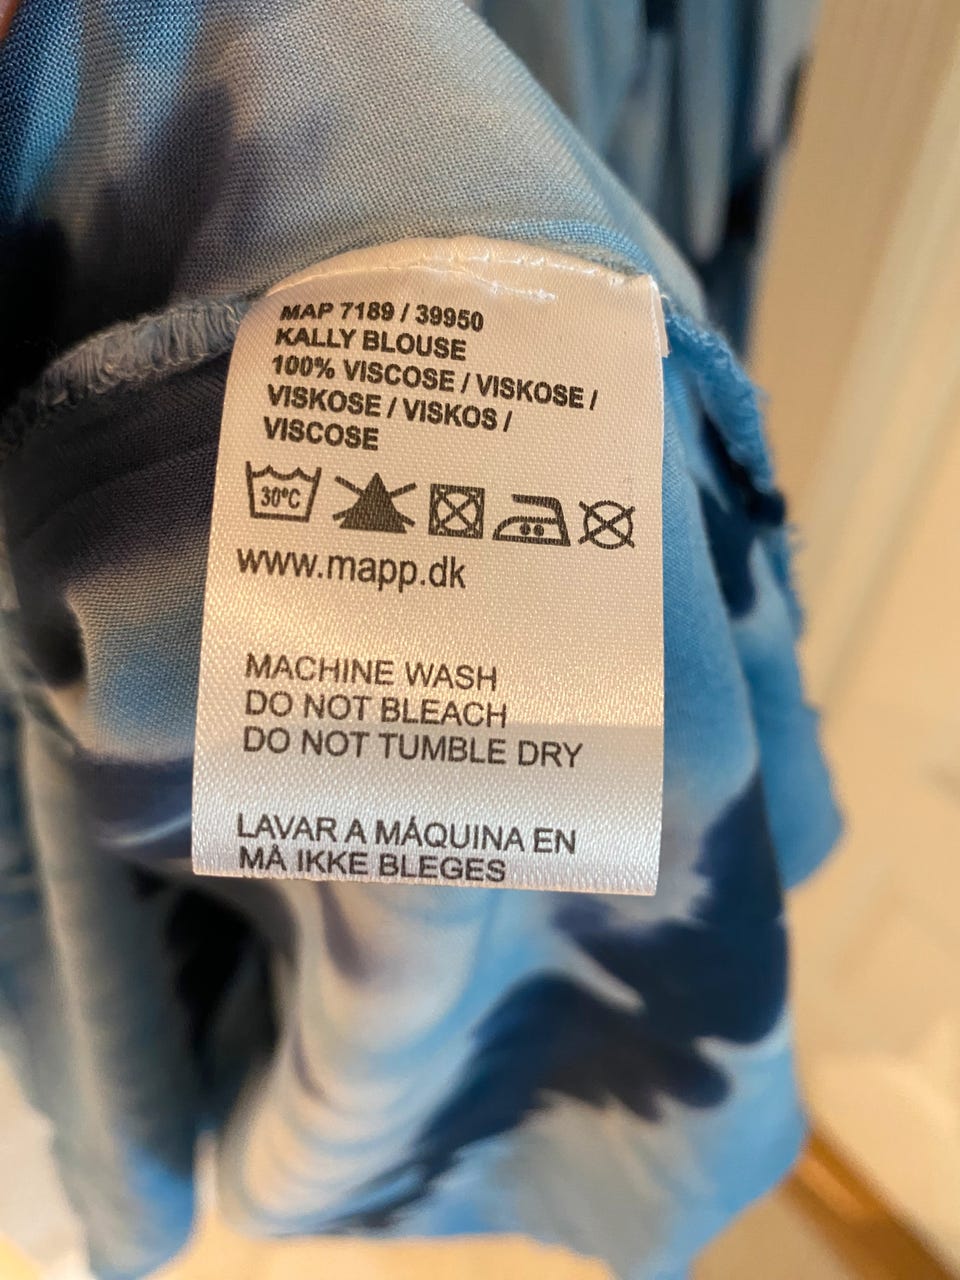 MAP 7189 / 39950
KALLY BLOUSE
100% VISCOSE / VISKOSE /
VISKOSE / VISKOS /
VISCOSE
30°C
www.mapp.dk
MACHINE WASH
DO NOT BLEACH
DO NOT TUMBLE DRY
LAVAR A MÁQUINA EN
MÅ IKKE BLEGES